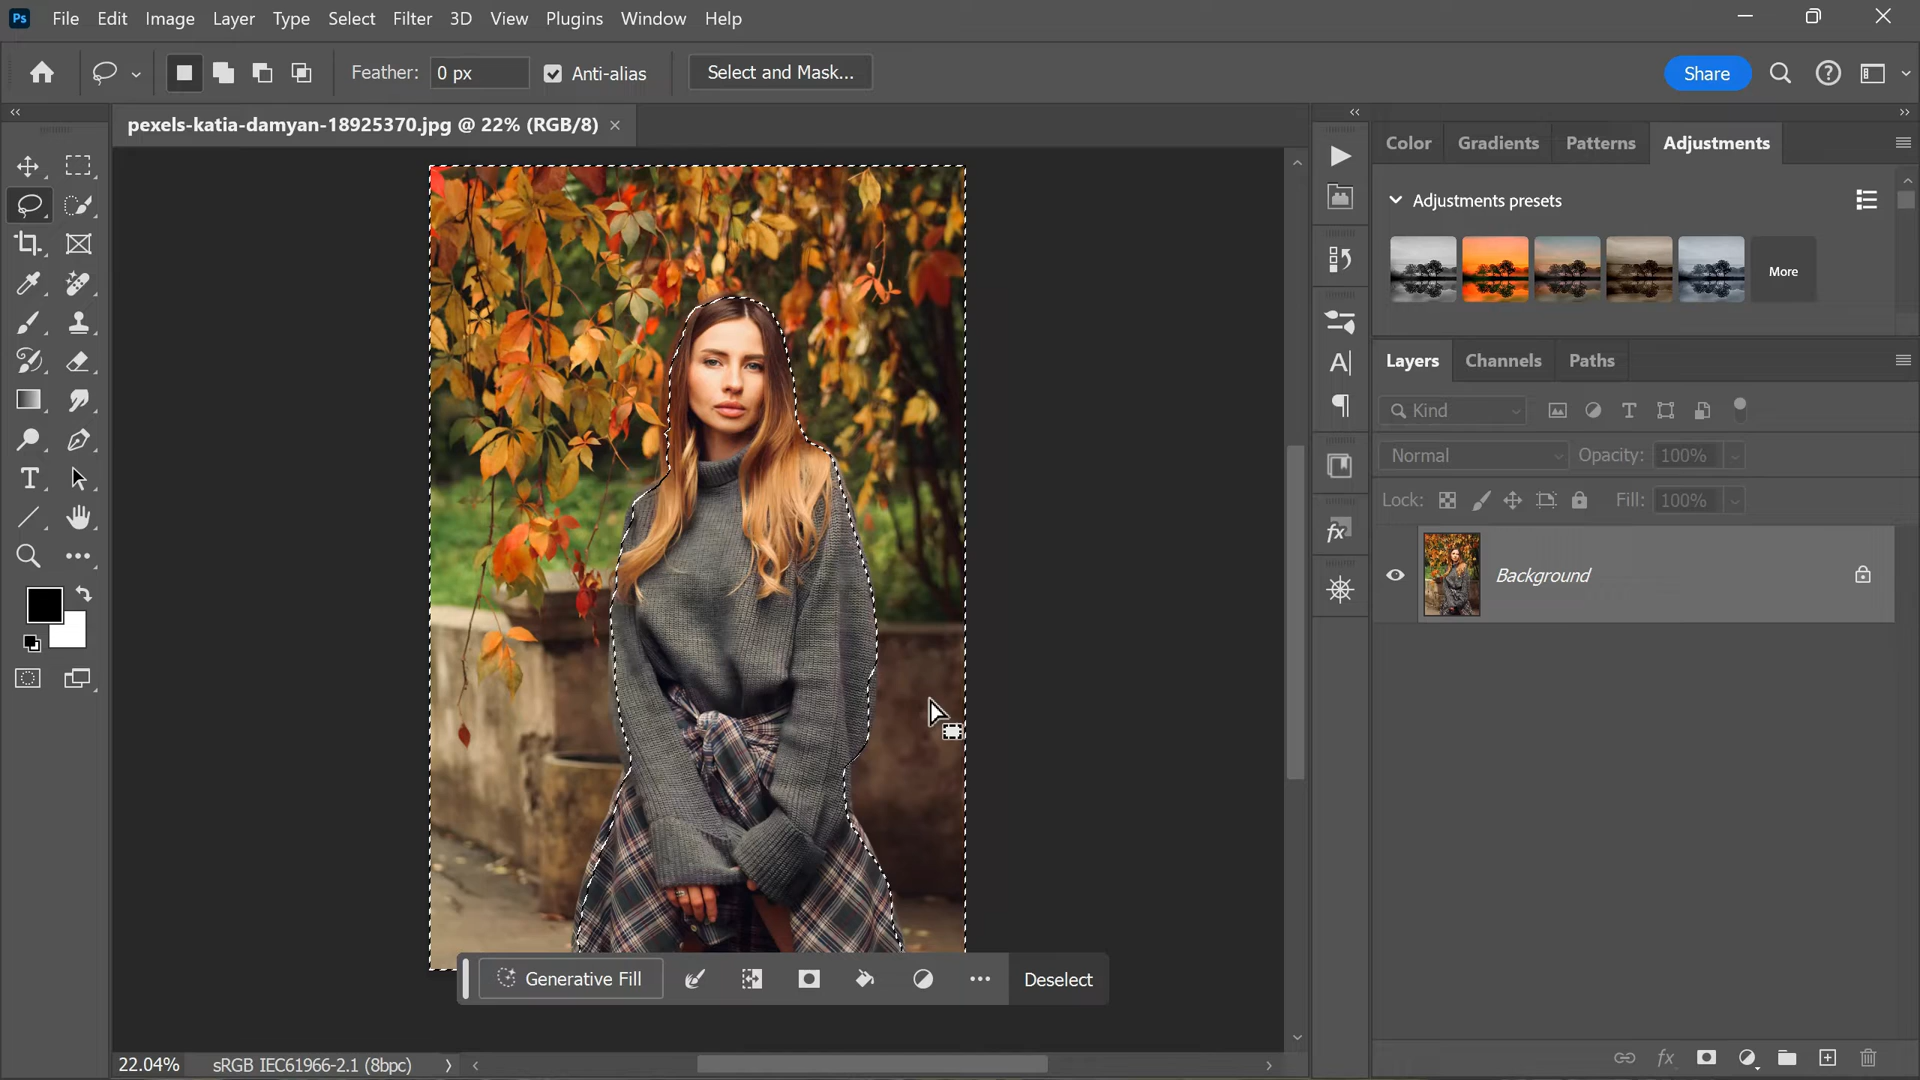 Ps File Edit Image Layer Type Select Filter 3D View Plugins Window Help
Feather: 0 px Anti-alias Select and Mask... Share
pexels-katia-damyan-18925370.jpg @ 22% (RGB/8)
Color Gradients Patterns Adjustments
Adjustments presets
More
Layers Channels Paths
Kind
Normal Opacity: 100%
Lock: Fill: 100%
Background
Generative Fill Deselect
22.04% sRGB IEC61966-2.1 (8bpc)